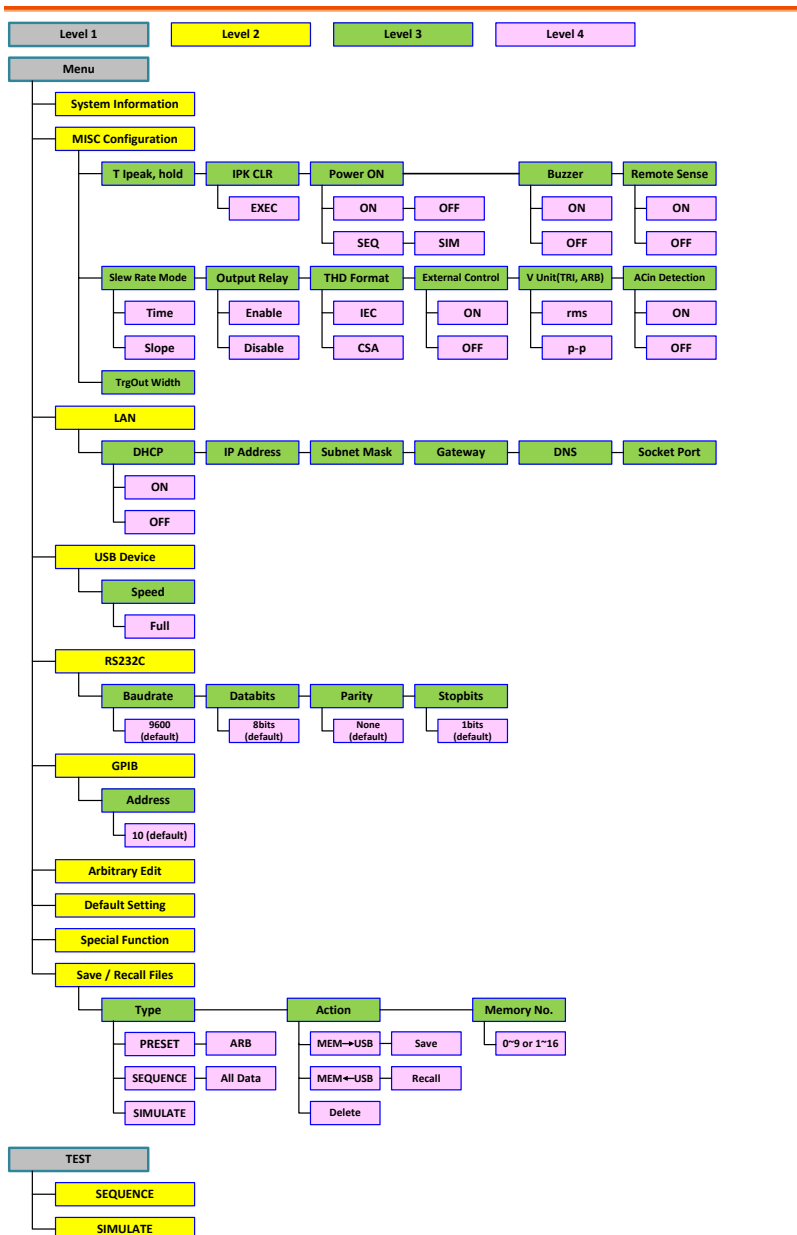 Level 1 Level 2 Level 3 Level 4
Menu
System Information
MISC Configuration
T Ipeak, hold IPK CLR Power ON Buzzer Remote Sense
EXEC ON OFF ON ON
SEQ SIM OFF OFF
Slew Rate Mode Output Relay THD Format External Control V Unit(TRI, ARB) ACin Detection
Time Enable IEC ON rms ON
Slope Disable CSA OFF p-p OFF
TrgOut Width
LAN
DHCP IP Address Subnet Mask Gateway DNS Socket Port
ON
OFF
USB Device
Speed
Full
RS232C
Baudrate Databits Parity Stopbits
9600 8bits None 1bits
(default) (default) (default) (default)
GPIB
Address
10 (default)
Arbitrary Edit
Default Setting
Special Function
Save / Recall Files
Type Action Memory No.
PRESET ARB MEM→USB Save 0~9 or 1~16
SEQUENCE All Data MEM←USB Recall
SIMULATE Delete
TEST
SEQUENCE
SIMULATE